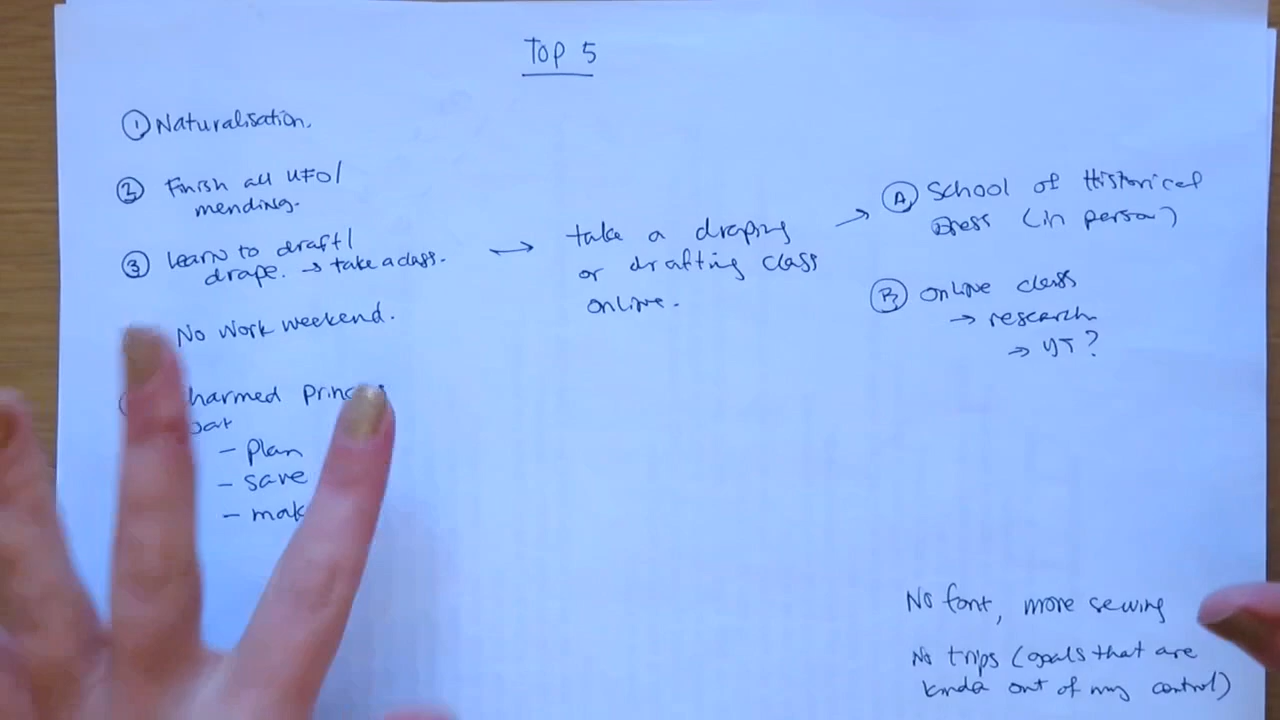 Top 5
① Naturalisation.
② Finish all UFO/
mending.
③ Learn to draft/
drape. → take a class.
→ take a draping
or drafting class
online.
→ Ⓐ School of Historical
Dress (in person)
Ⓑ Online class
→ research
→ YT?
No work weekend.
harmed Princ
oat
- plan
- save
- mak
No font, more sewing
No trips (goals that are
kinda out of my control)